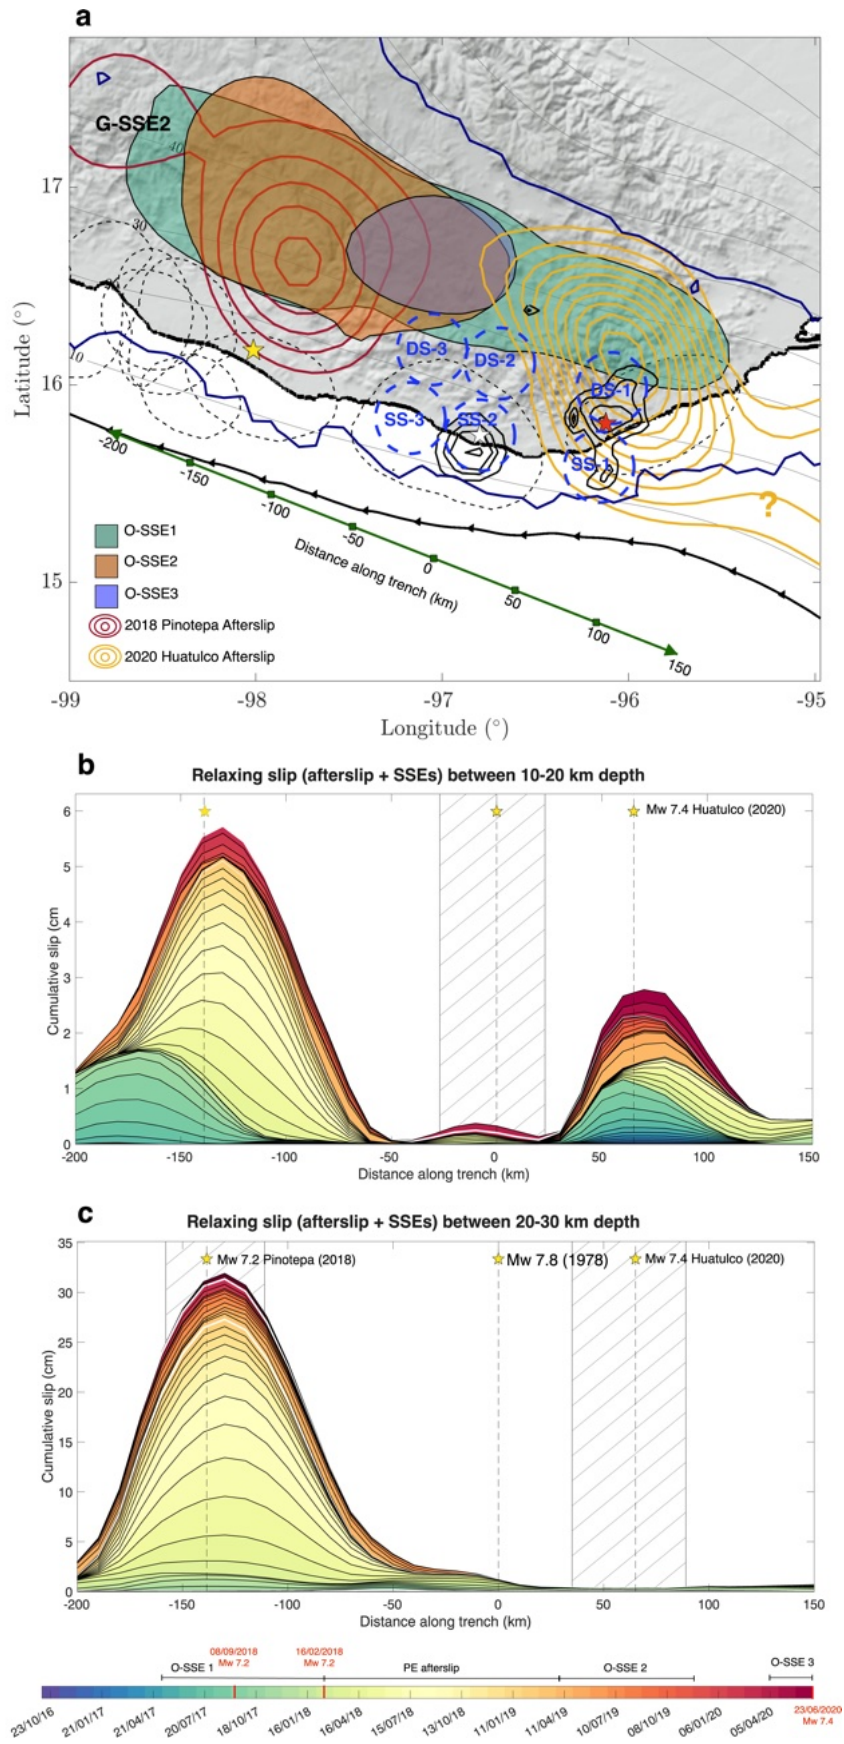 a
G-SSE2
40
30
10
17
16
15
Latitude (°)
DS-3
DS-2
DS-1
SS-3
SS-2
SS-1
?
-200
-150
-100
-50
0
50
100
150
Distance along trench (km)
O-SSE1
O-SSE2
O-SSE3
2018 Pinotepa Afterslip
2020 Huatulco Afterslip
-99 -98 -97 -96 -95
Longitude (°)
b
Relaxing slip (afterslip + SSEs) between 10-20 km depth
Mw 7.4 Huatulco (2020)
6
5
4
3
2
1
0
Cumulative slip (cm
-200 -150 -100 -50 0 50 100 150
Distance along trench (km)
c
Relaxing slip (afterslip + SSEs) between 20-30 km depth
Mw 7.2 Pinotepa (2018) Mw 7.8 (1978) Mw 7.4 Huatulco (2020)
35
30
25
20
15
10
5
0
Cumulative slip (cm)
-200 -150 -100 -50 0 50 100 150
Distance along trench (km)
O-SSE 1
08/09/2018
Mw 7.2
16/02/2018
Mw 7.2
PE afterslip
O-SSE 2
O-SSE 3
23/10/16 21/01/17 21/04/17 20/07/17 18/10/17 16/01/18 16/04/18 15/07/18 13/10/18 11/01/19 11/04/19 10/07/19 08/10/19 06/01/20 05/04/20
23/06/2020
Mw 7.4